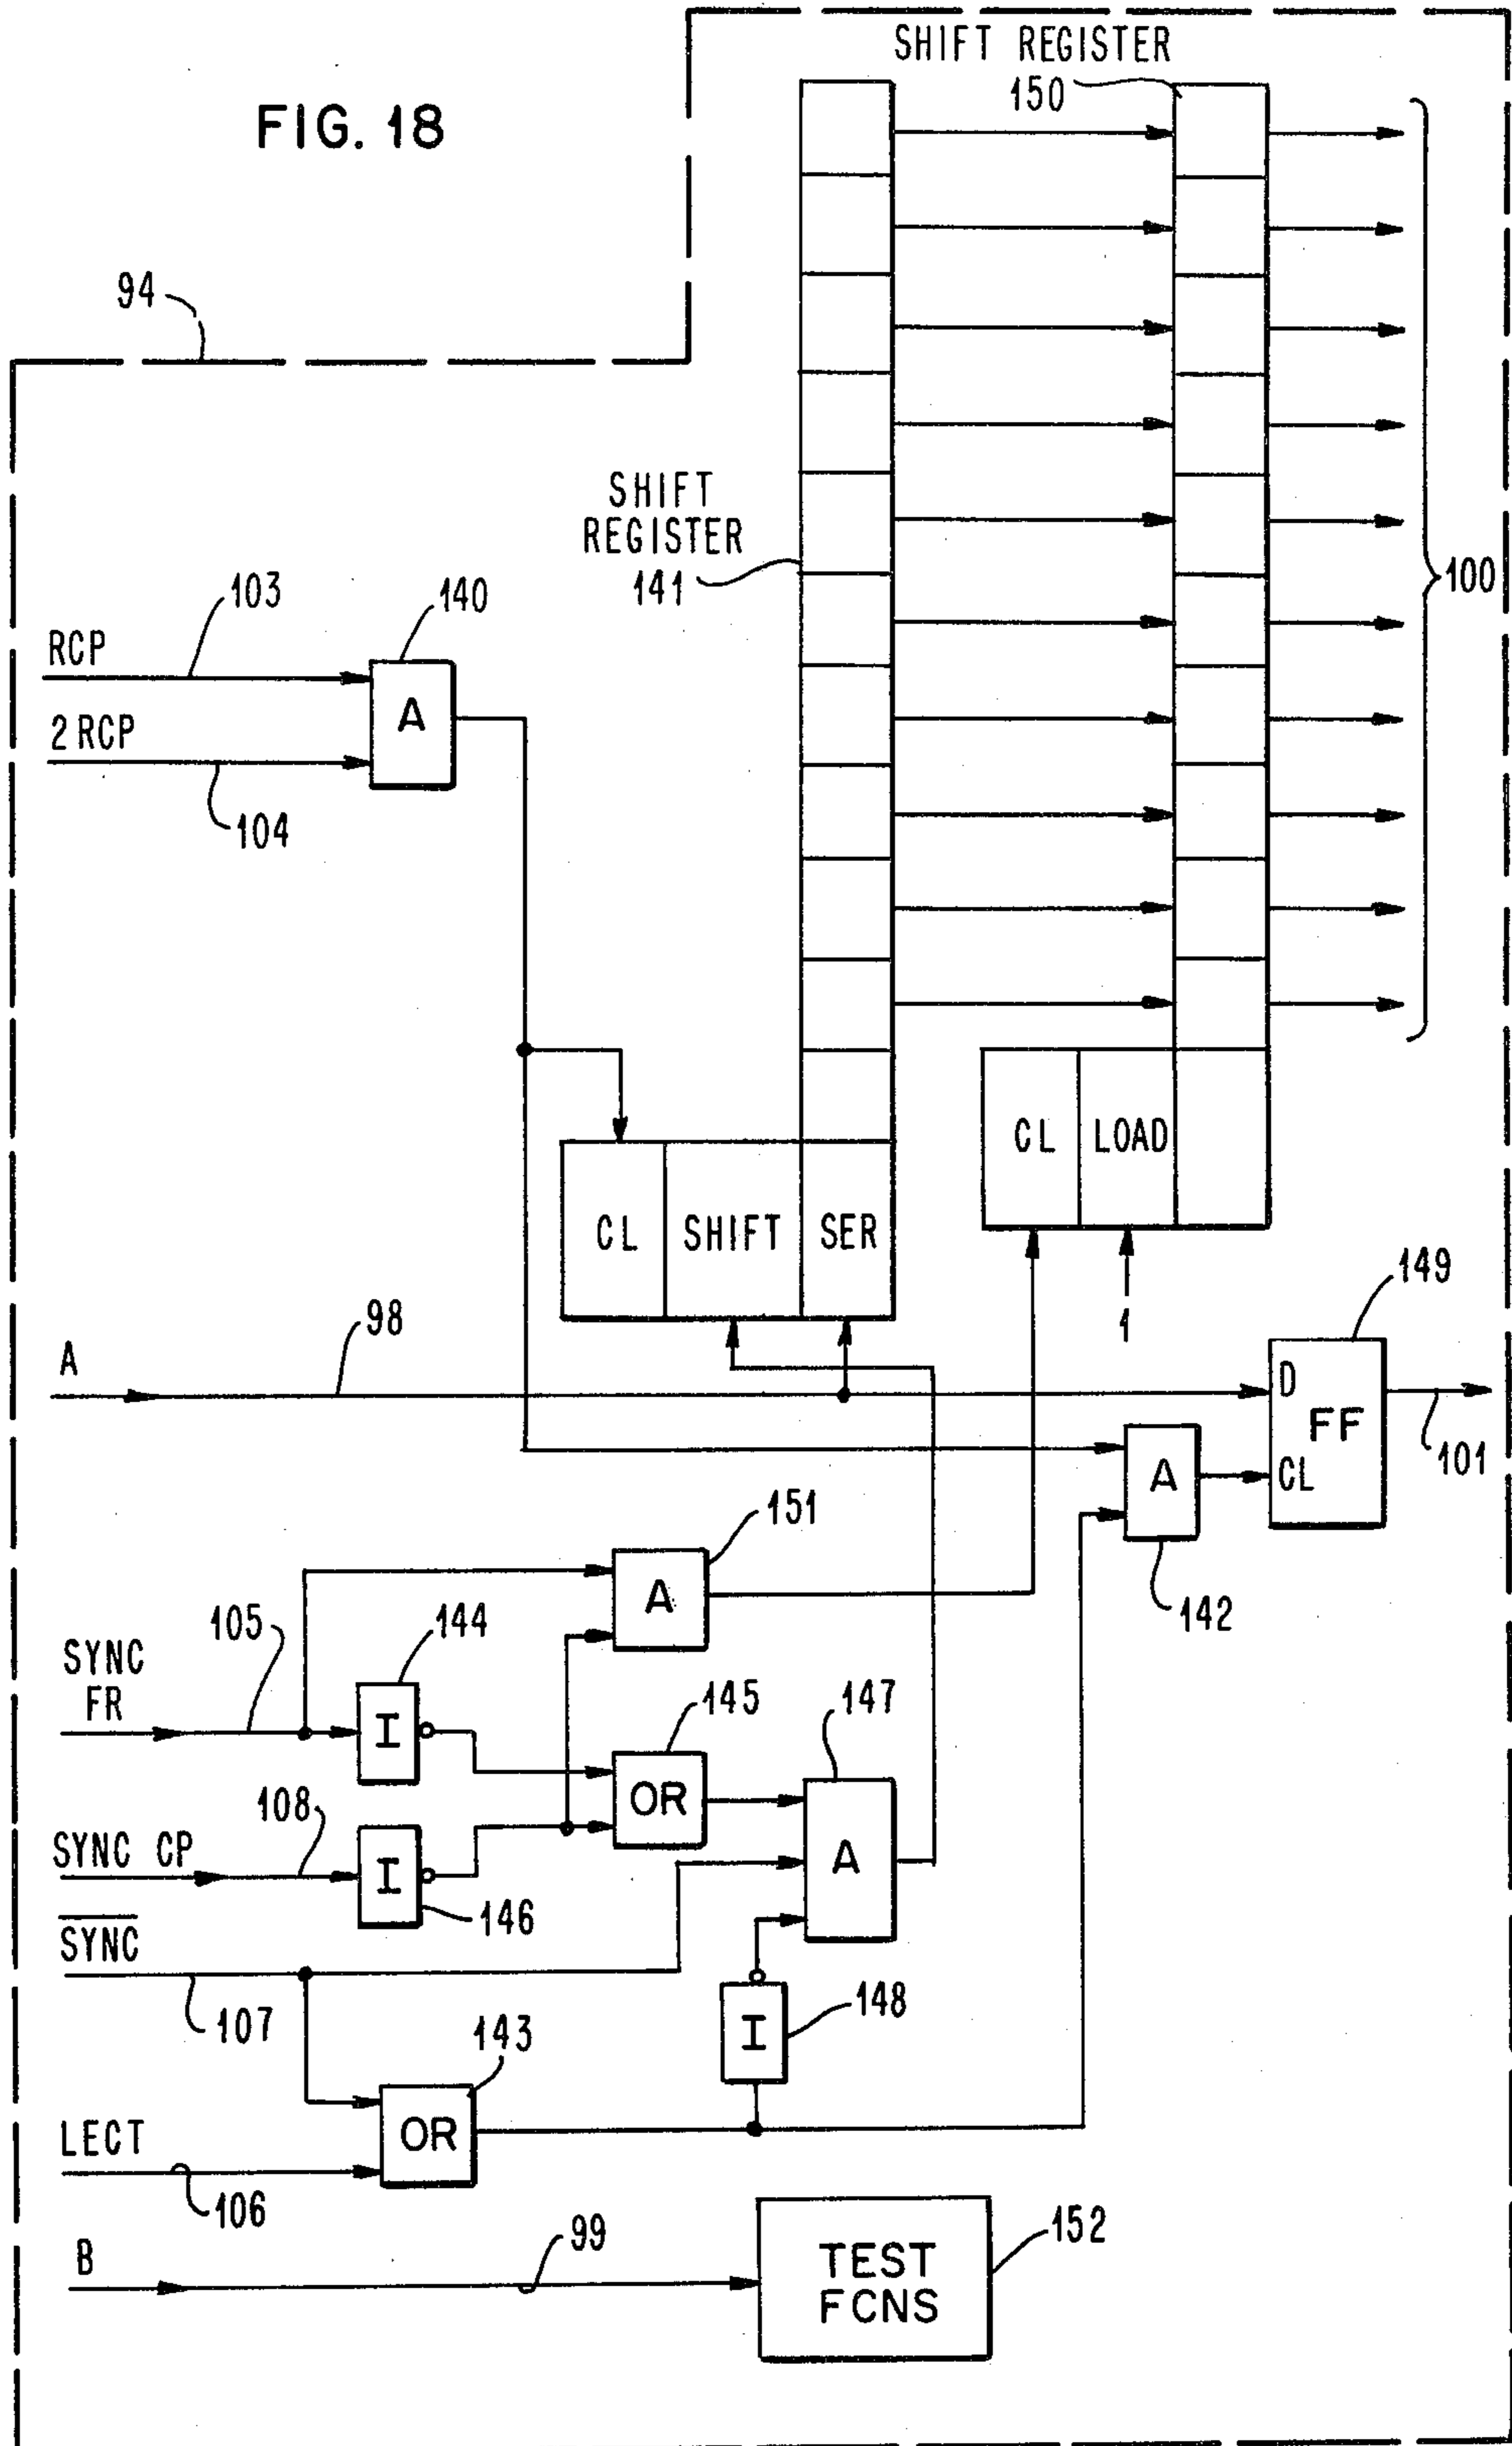 SHIFT REGISTER
150
FIG. 18
94
SHIFT
REGISTER
141
100
103
140
RCP
A
2 RCP
104
CL
LOAD
CL
SHIFT
SER
1
149
A
98
D
FF
CL
101
A
142
151
A
105
144
SYNC
FR
I
145
147
OR
A
108
SYNC CP
I
146
SYNC
107
148
I
143
OR
LECT
106
B
99
152
TEST
FCNS